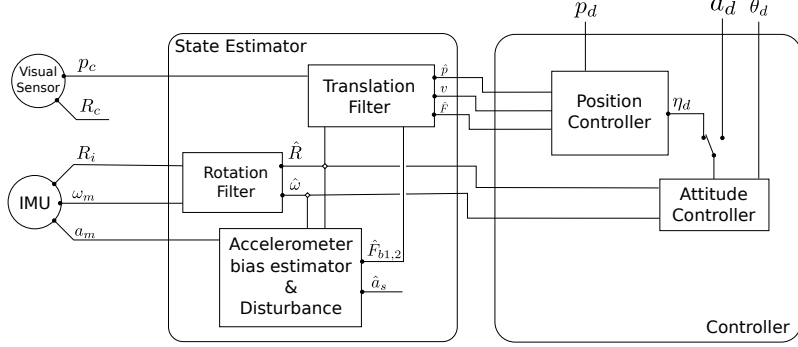 p_d
a_d
θ_d
State Estimator
Visual
Sensor
p_c
R_c
Translation
Filter
p̂
v
F̂
Position
Controller
η_d
IMU
R_i
ω_m
a_m
Rotation
Filter
R̂
ω̂
Attitude
Controller
Accelerometer
bias estimator
&
Disturbance
F̂_{b1,2}
â_s
Controller